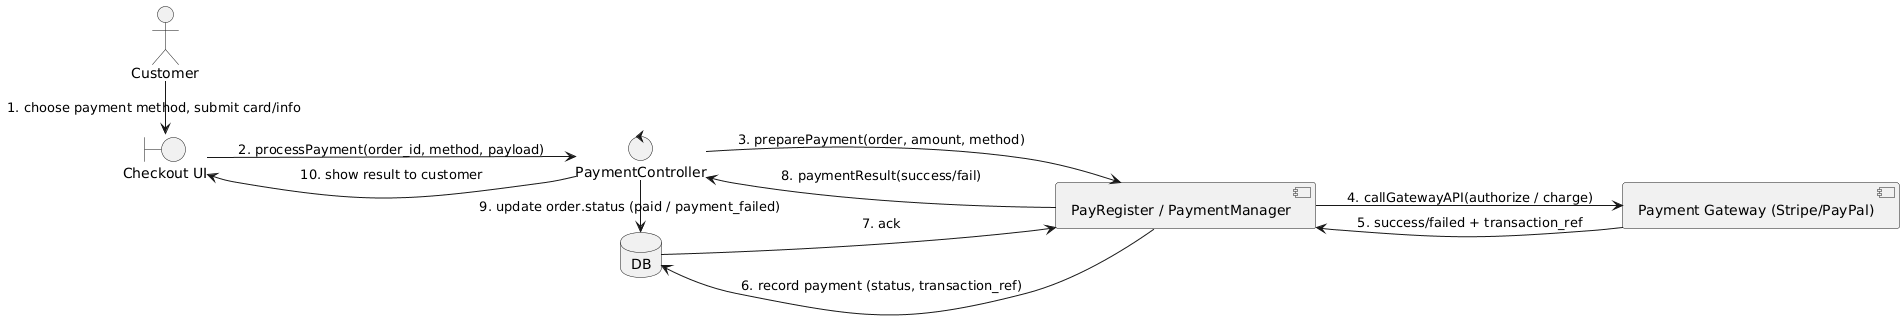 Customer
1. choose payment method, submit card/info
Checkout UI
2. processPayment(order_id, method, payload)
10. show result to customer
PaymentController
3. preparePayment(order, amount, method)
8. paymentResult(success/fail)
9. update order.status (paid / payment_failed)
DB
7. ack
6. record payment (status, transaction_ref)
PayRegister / PaymentManager
4. callGatewayAPI(authorize / charge)
5. success/failed + transaction_ref
Payment Gateway (Stripe/PayPal)